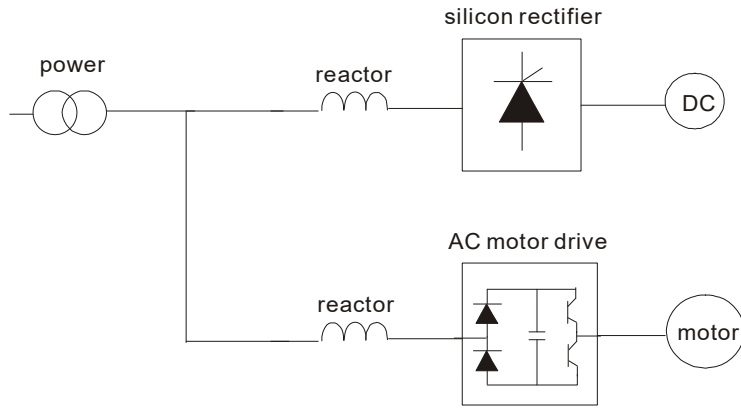 silicon rectifier
power
reactor
DC
AC motor drive
reactor
motor